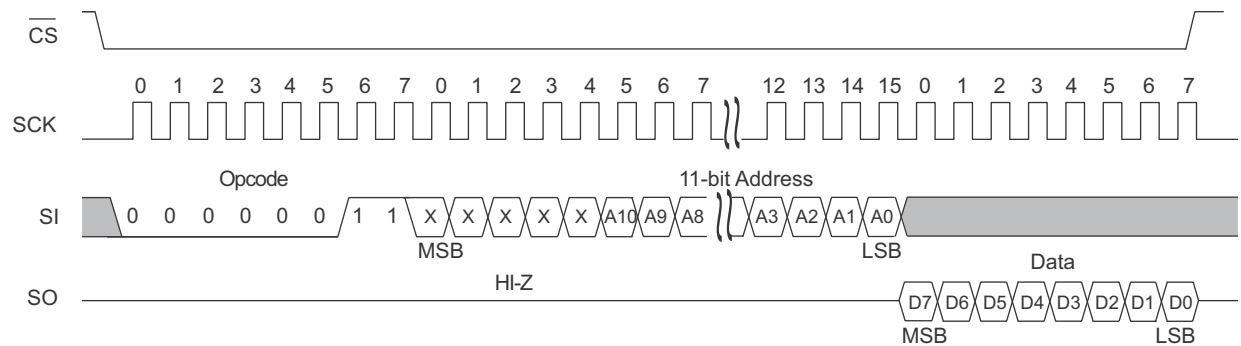 CS
0 1 2 3 4 5 6 7 0 1 2 3 4 5 6 7 12 13 14 15 0 1 2 3 4 5 6 7
SCK
Opcode 11-bit Address
SI 0 0 0 0 0 0 1 1 X X X X X A10 A9 A8 A3 A2 A1 A0
MSB LSB
HI-Z Data
SO D7 D6 D5 D4 D3 D2 D1 D0
MSB LSB